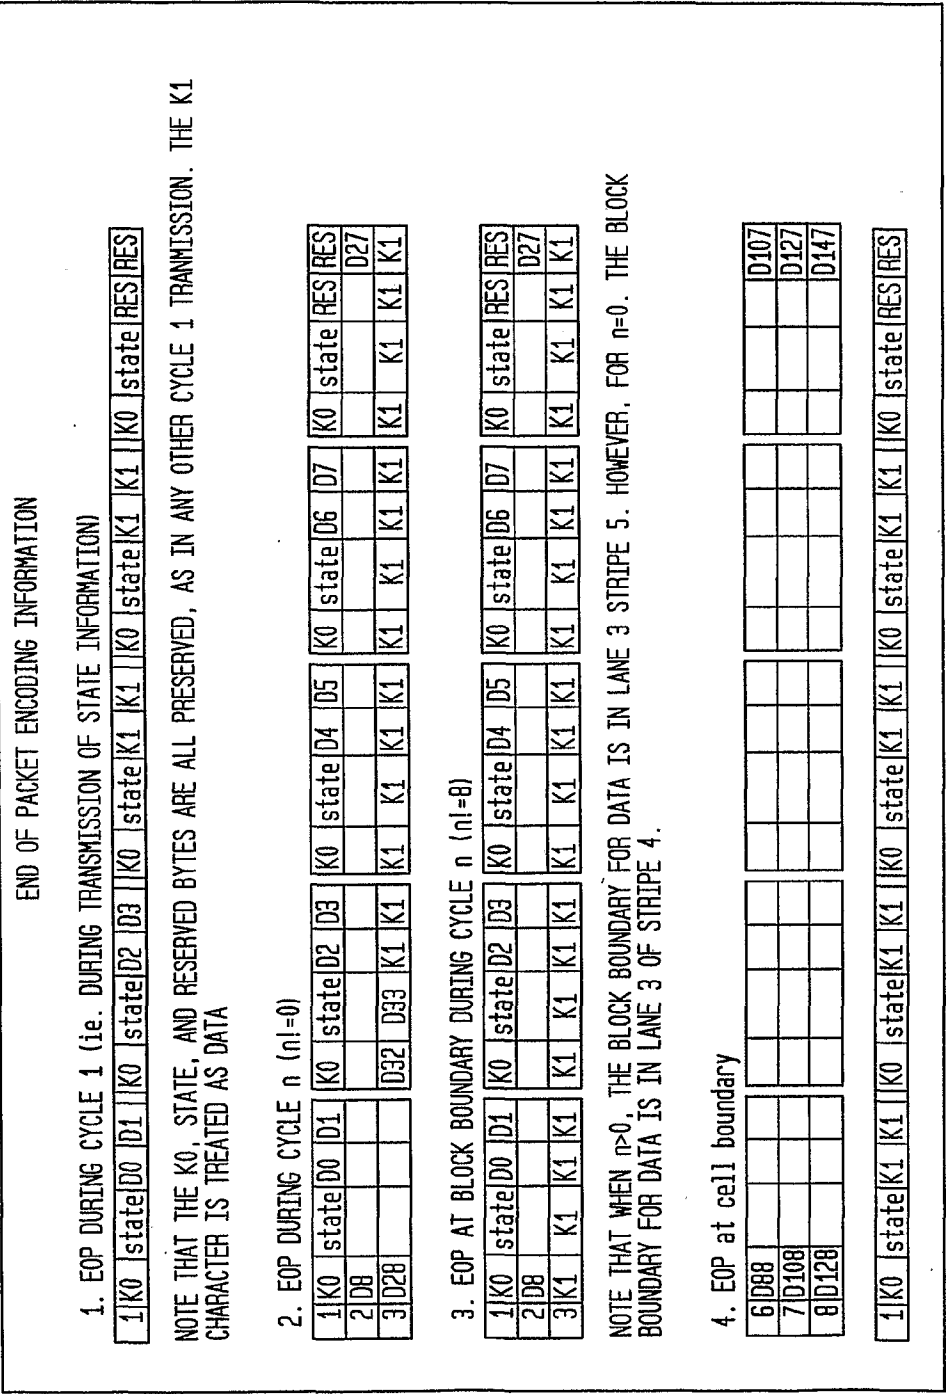 END OF PACKET ENCODING INFORMATION
1. EOP DURING CYCLE 1 (ie. DURING TRANSMISSION OF STATE INFORMATION)
1 K0 state D0 D1 K0 state D2 D3 K0 state K1 K1 K0 state K1 K1 K0 state RES RES
NOTE THAT THE K0, STATE, AND RESERVED BYTES ARE ALL PRESERVED, AS IN ANY OTHER CYCLE 1 TRANMISSION. THE K1
CHARACTER IS TREATED AS DATA
2. EOP DURING CYCLE n (n!=0)
1 K0 state D0 D1 K0 state D2 D3 K0 state D4 D5 K0 state D6 D7 K0 state RES RES
2 D8 D27
3 D28 D32 D33 K1 K1 K1 K1 K1 K1 K1 K1 K1 K1 K1 K1 K1 K1
3. EOP AT BLOCK BOUNDARY DURING CYCLE n (n!=8)
1 K0 state D0 D1 K0 state D2 D3 K0 state D4 D5 K0 state D6 D7 K0 state RES RES
2 D8 D27
3 K1 K1 K1 K1 K1 K1 K1 K1 K1 K1 K1 K1 K1 K1 K1 K1 K1 K1 K1 K1
NOTE THAT WHEN n>0, THE BLOCK BOUNDARY FOR DATA IS IN LANE 3 STRIPE 5. HOWEVER, FOR n=0. THE BLOCK
BOUNDARY FOR DATA IS IN LANE 3 OF STRIPE 4.
4. EOP at cell boundary
6 D88 D107
7 D108 D127
8 D128 D147
1 K0 state K1 K1 K0 state K1 K1 K0 state K1 K1 K0 state K1 K1 K0 state RES RES